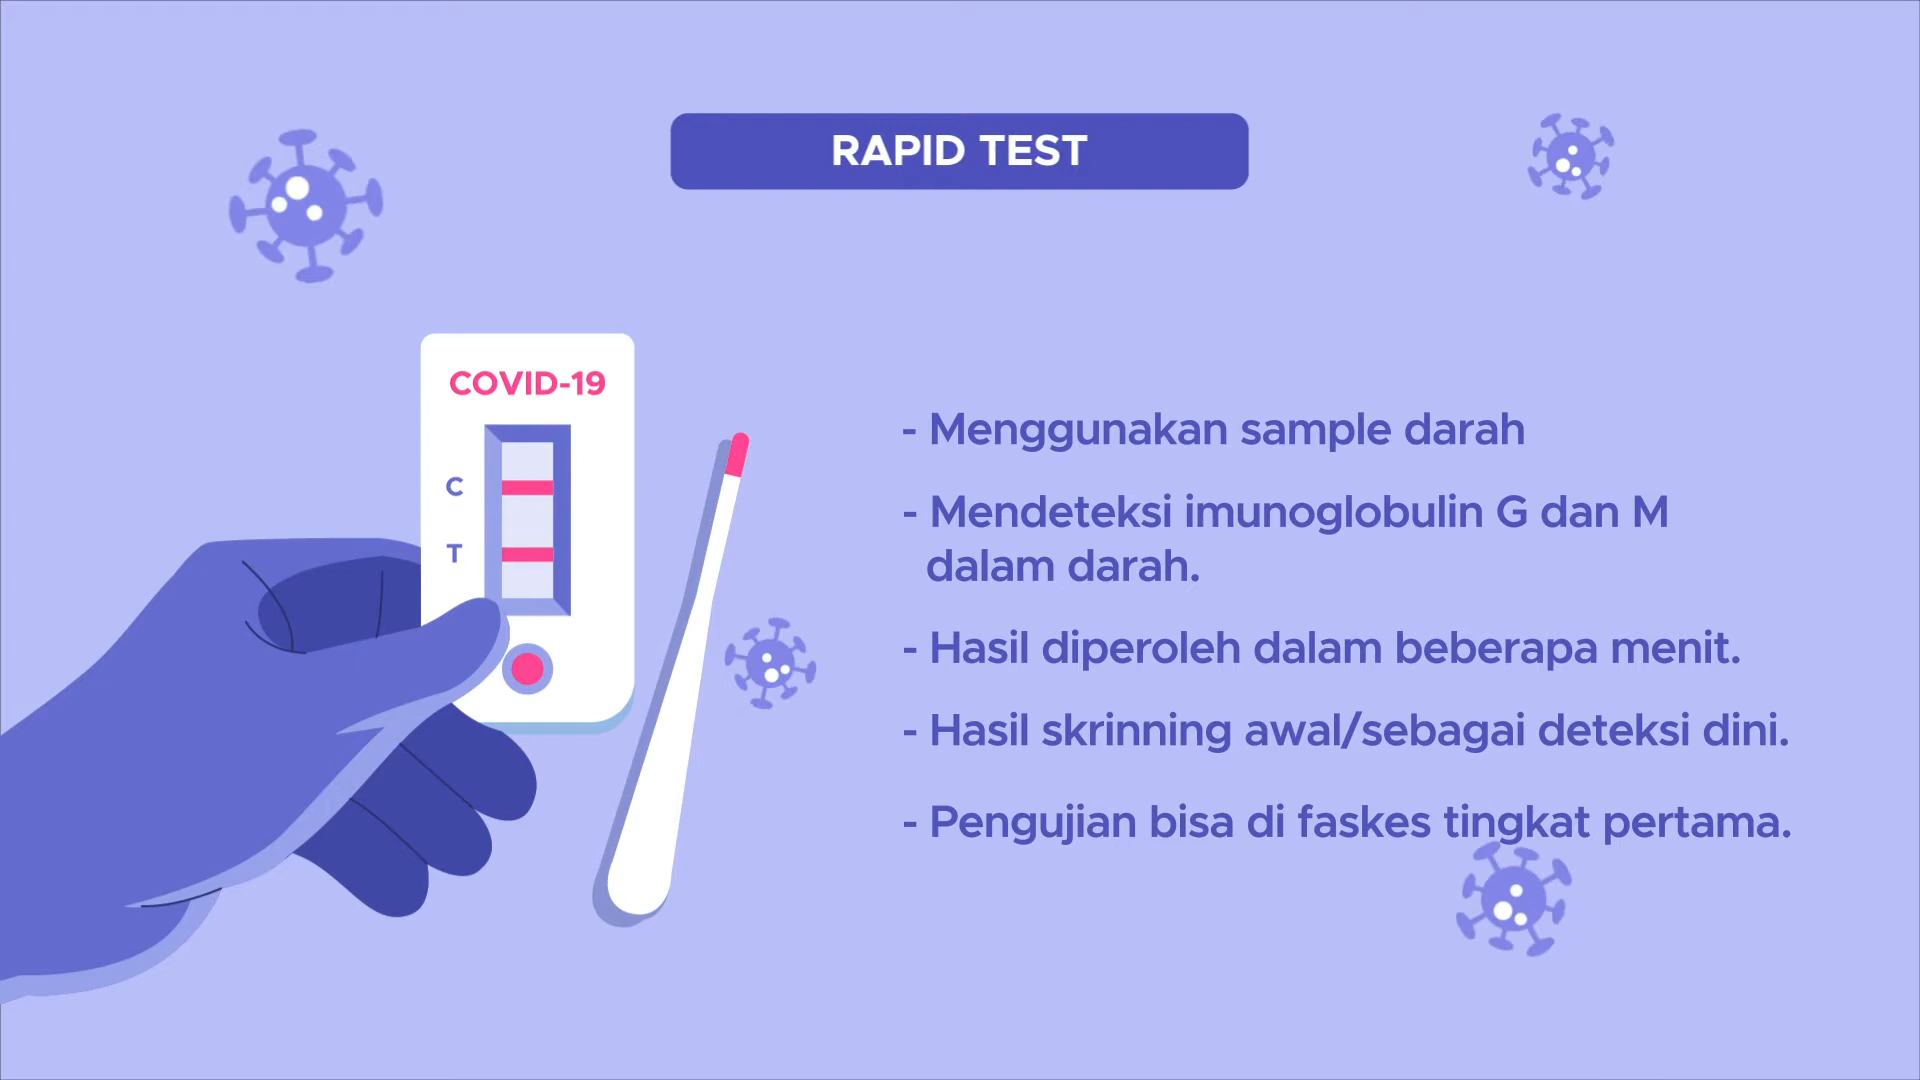 RAPID TEST
COVID-19
C
T
- Menggunakan sample darah
- Mendeteksi imunoglobulin G dan M
dalam darah.
- Hasil diperoleh dalam beberapa menit.
- Hasil skrinning awal/sebagai deteksi dini.
- Pengujian bisa di faskes tingkat pertama.